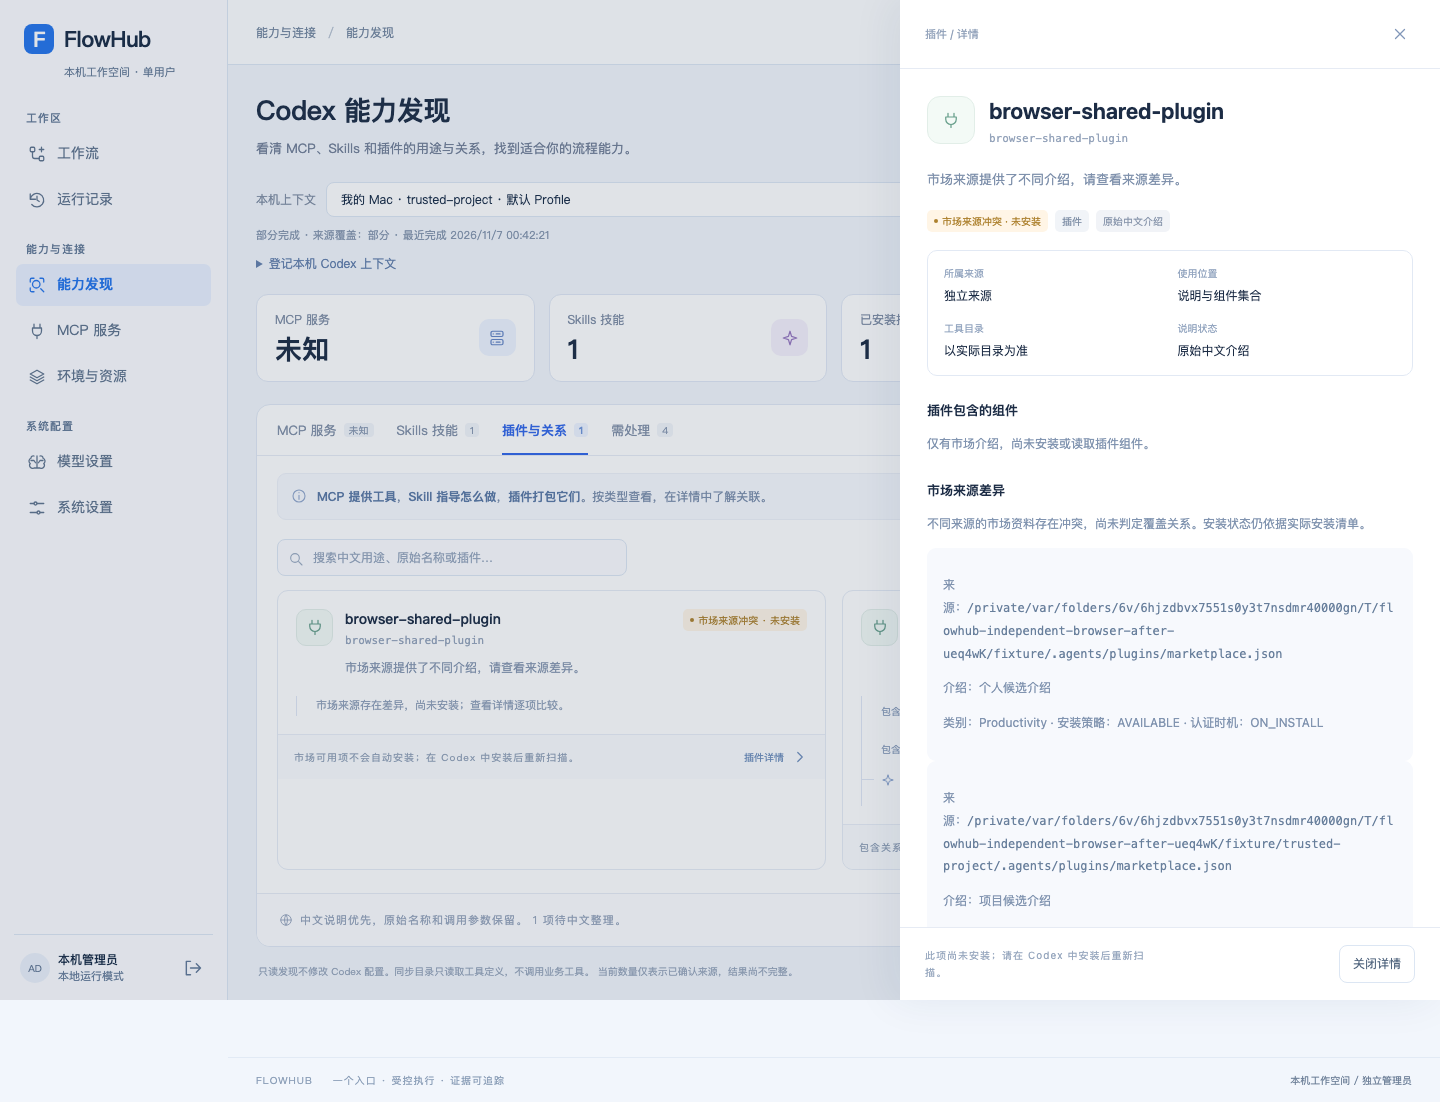 F FlowHub
本机工作空间 · 单用户
工作区
工作流
运行记录
能力与连接
能力发现
MCP 服务
环境与资源
系统配置
模型设置
系统设置
AD
本机管理员
本地运行模式
能力与连接 / 能力发现
Codex 能力发现
看清 MCP、Skills 和插件的用途与关系，找到适合你的流程能力。
本机上下文 我的 Mac · trusted-project · 默认 Profile
部分完成 · 来源覆盖：部分 · 最近完成 2026/11/7 00:42:21
登记本机 Codex 上下文
MCP 服务
未知
Skills 技能
1
已安装
1
MCP 服务 未知 Skills 技能 1 插件与关系 1 需处理 4
MCP 提供工具，Skill 指导怎么做，插件打包它们。按类型查看，在详情中了解关联。
搜索中文用途、原始名称或插件...
browser-shared-plugin
市场来源冲突 · 未安装
browser-shared-plugin
市场来源提供了不同介绍，请查看来源差异。
市场来源存在差异，尚未安装；查看详情逐项比较。
市场可用项不会自动安装；在 Codex 中安装后重新扫描。
插件详情
包含
包含
包含关系
中文说明优先，原始名称和调用参数保留。 1 项待中文整理。
只读发现不修改 Codex 配置。同步目录只读取工具定义，不调用业务工具。 当前数量仅表示已确认来源，结果尚不完整。
插件 / 详情
browser-shared-plugin
browser-shared-plugin
市场来源提供了不同介绍，请查看来源差异。
市场来源冲突 · 未安装 插件 原始中文介绍
所属来源
独立来源
使用位置
说明与组件集合
工具目录
以实际目录为准
说明状态
原始中文介绍
插件包含的组件
仅有市场介绍，尚未安装或读取插件组件。
市场来源差异
不同来源的市场资料存在冲突，尚未判定覆盖关系。安装状态仍依据实际安装清单。
来
源：/private/var/folders/6v/6hjzdbvx7551s0y3t7nsdmr40000gn/T/fl
owhub-independent-browser-after-
ueq4wK/fixture/.agents/plugins/marketplace.json
介绍：个人候选介绍
类别：Productivity · 安装策略：AVAILABLE · 认证时机：ON_INSTALL
来
源：/private/var/folders/6v/6hjzdbvx7551s0y3t7nsdmr40000gn/T/fl
owhub-independent-browser-after-ueq4wK/fixture/trusted-
project/.agents/plugins/marketplace.json
介绍：项目候选介绍
此项尚未安装；请在 Codex 中安装后重新扫
描。
关闭详情
FLOWHUB 一个入口 · 受控执行 · 证据可追踪
本机工作空间 / 独立管理员